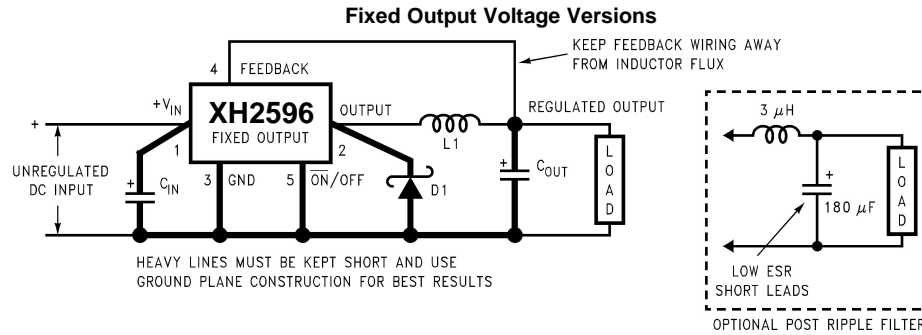 Fixed Output Voltage Versions
KEEP FEEDBACK WIRING AWAY
FROM INDUCTOR FLUX
4 FEEDBACK
+VIN
XH2596
FIXED OUTPUT
OUTPUT
REGULATED OUTPUT
+
1
2
L1
UNREGULATED
DC INPUT
+
CIN
3 GND
5 ON/OFF
D1
+
COUT
LOAD
HEAVY LINES MUST BE KEPT SHORT AND USE
GROUND PLANE CONSTRUCTION FOR BEST RESULTS
3 μH
+
180 μF
LOAD
LOW ESR
SHORT LEADS
OPTIONAL POST RIPPLE FILTER